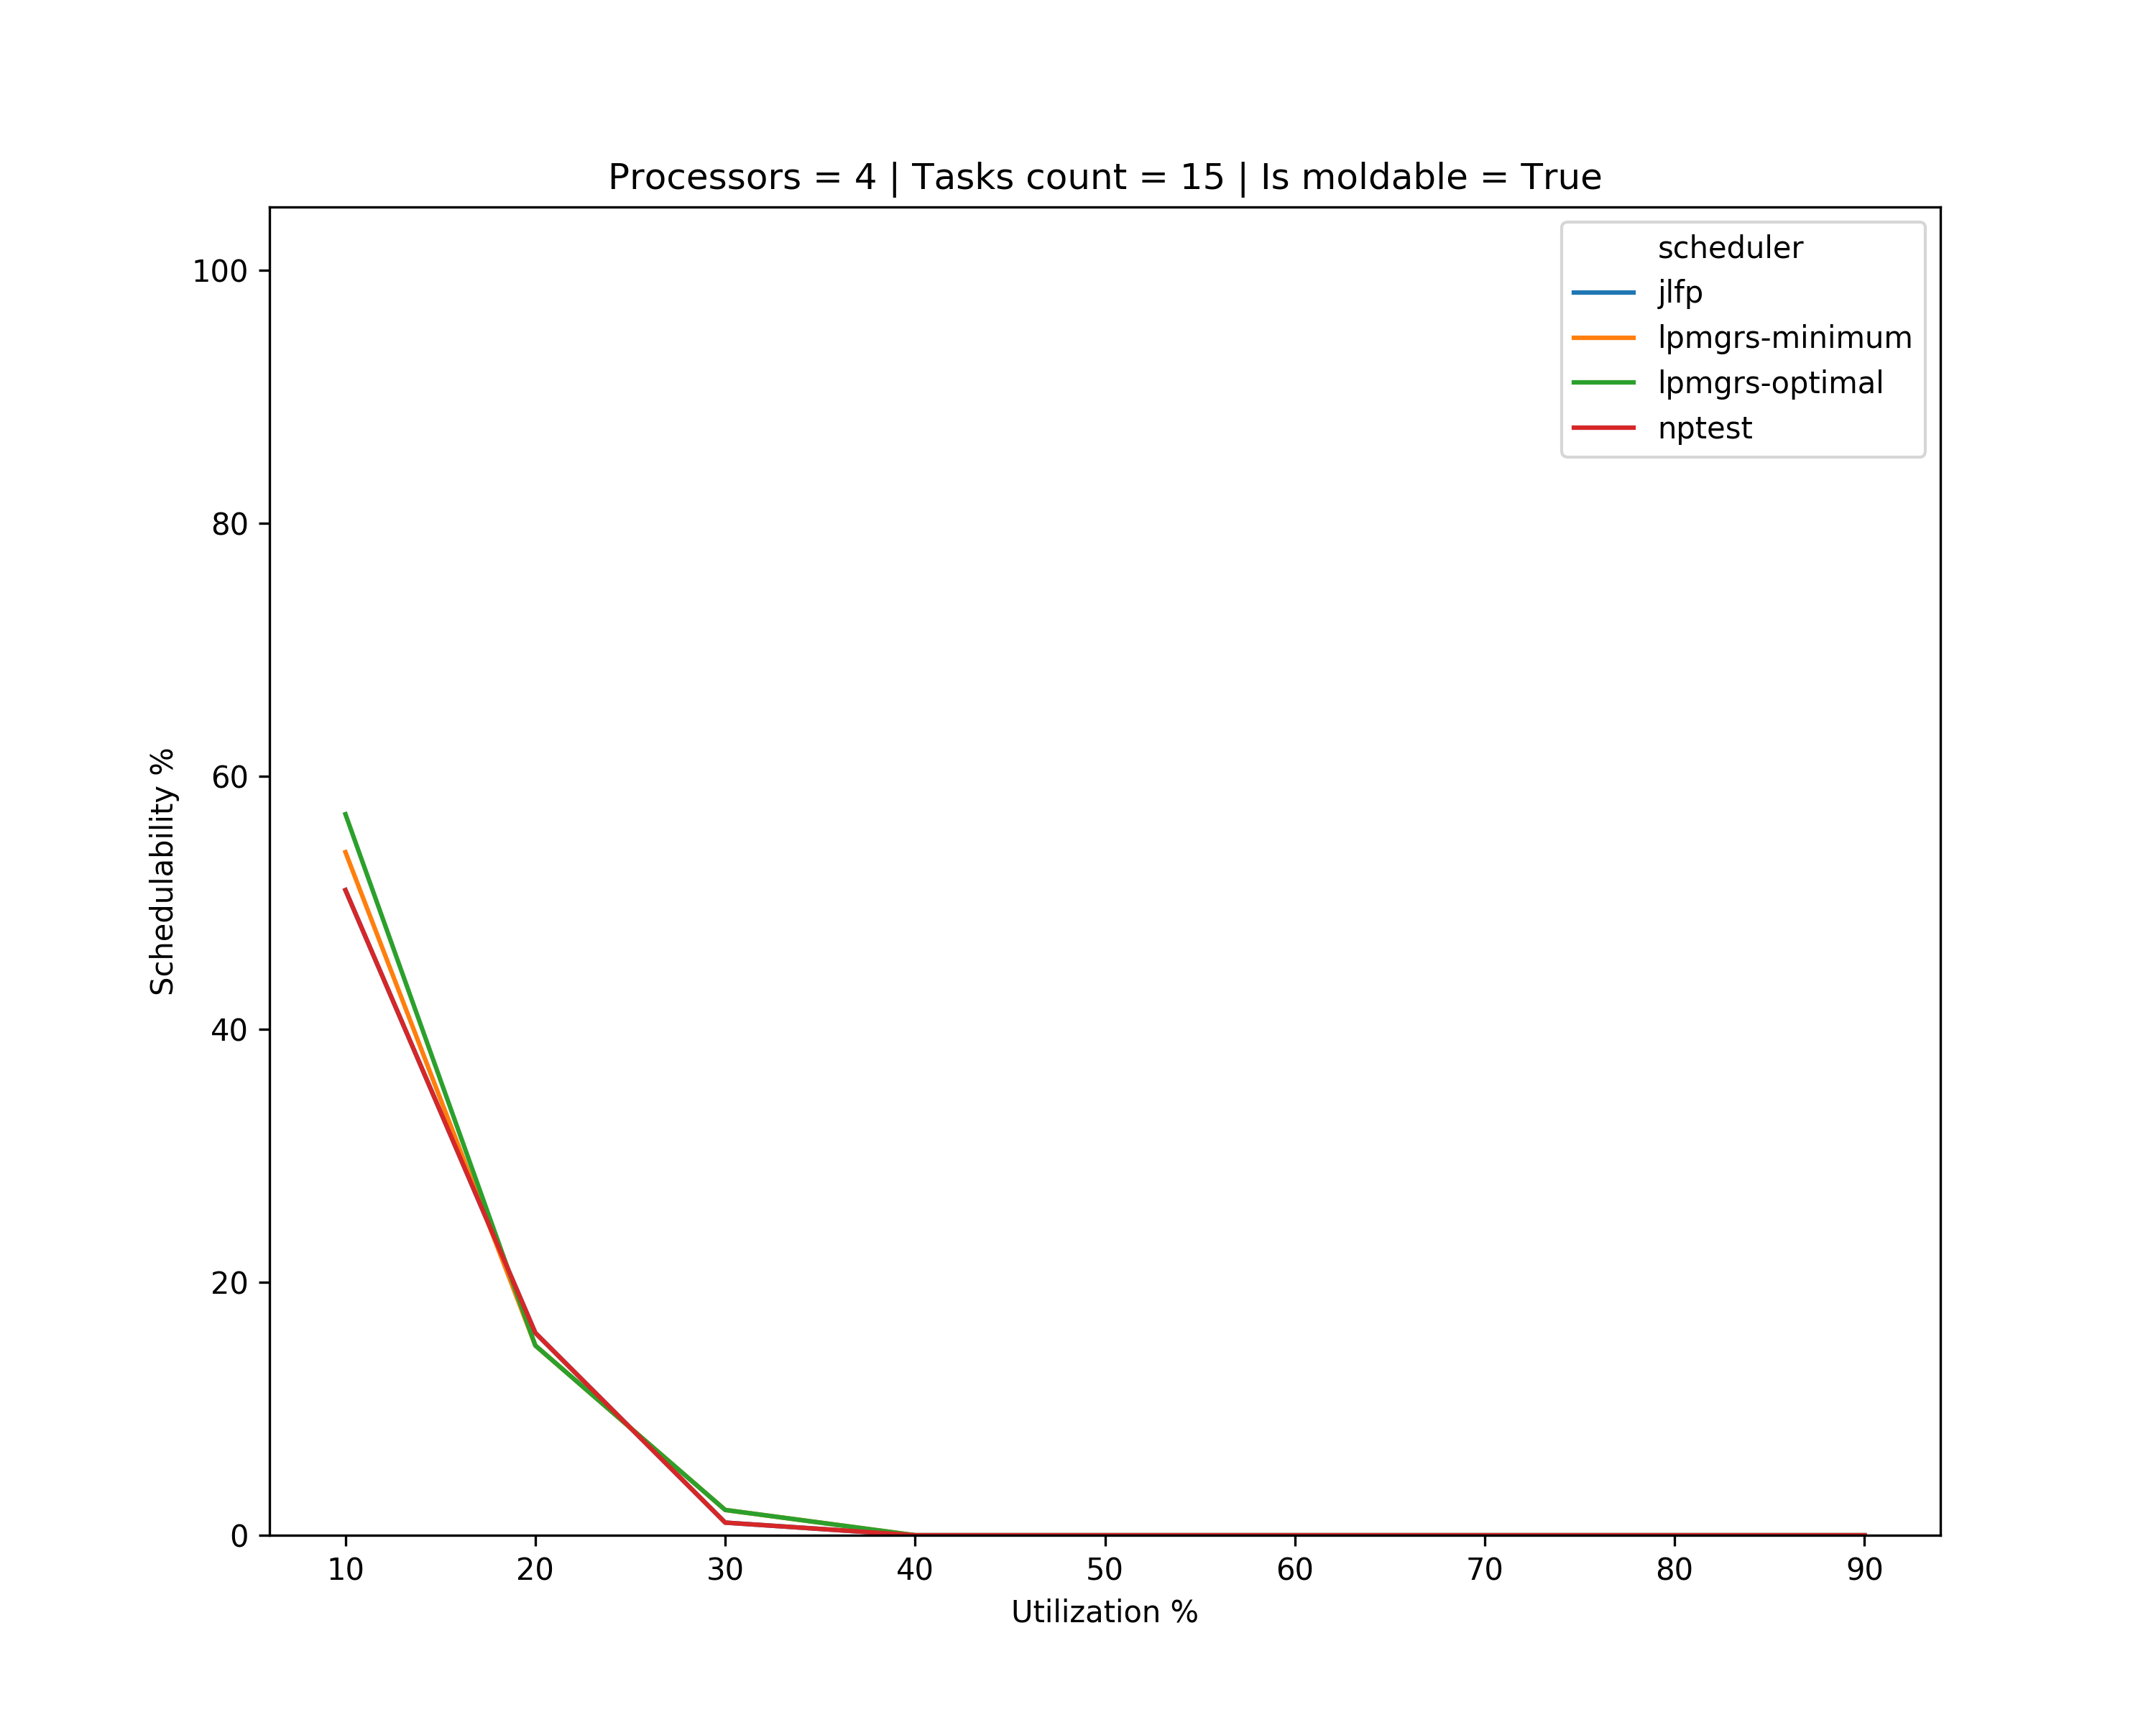 Processors = 4 | Tasks count = 15 | Is moldable = True
scheduler
jlfp
lpmgrs-minimum
lpmgrs-optimal
nptest
Schedulability %
100
80
60
40
20
0
10 20 30 40 50 60 70 80 90
Utilization %